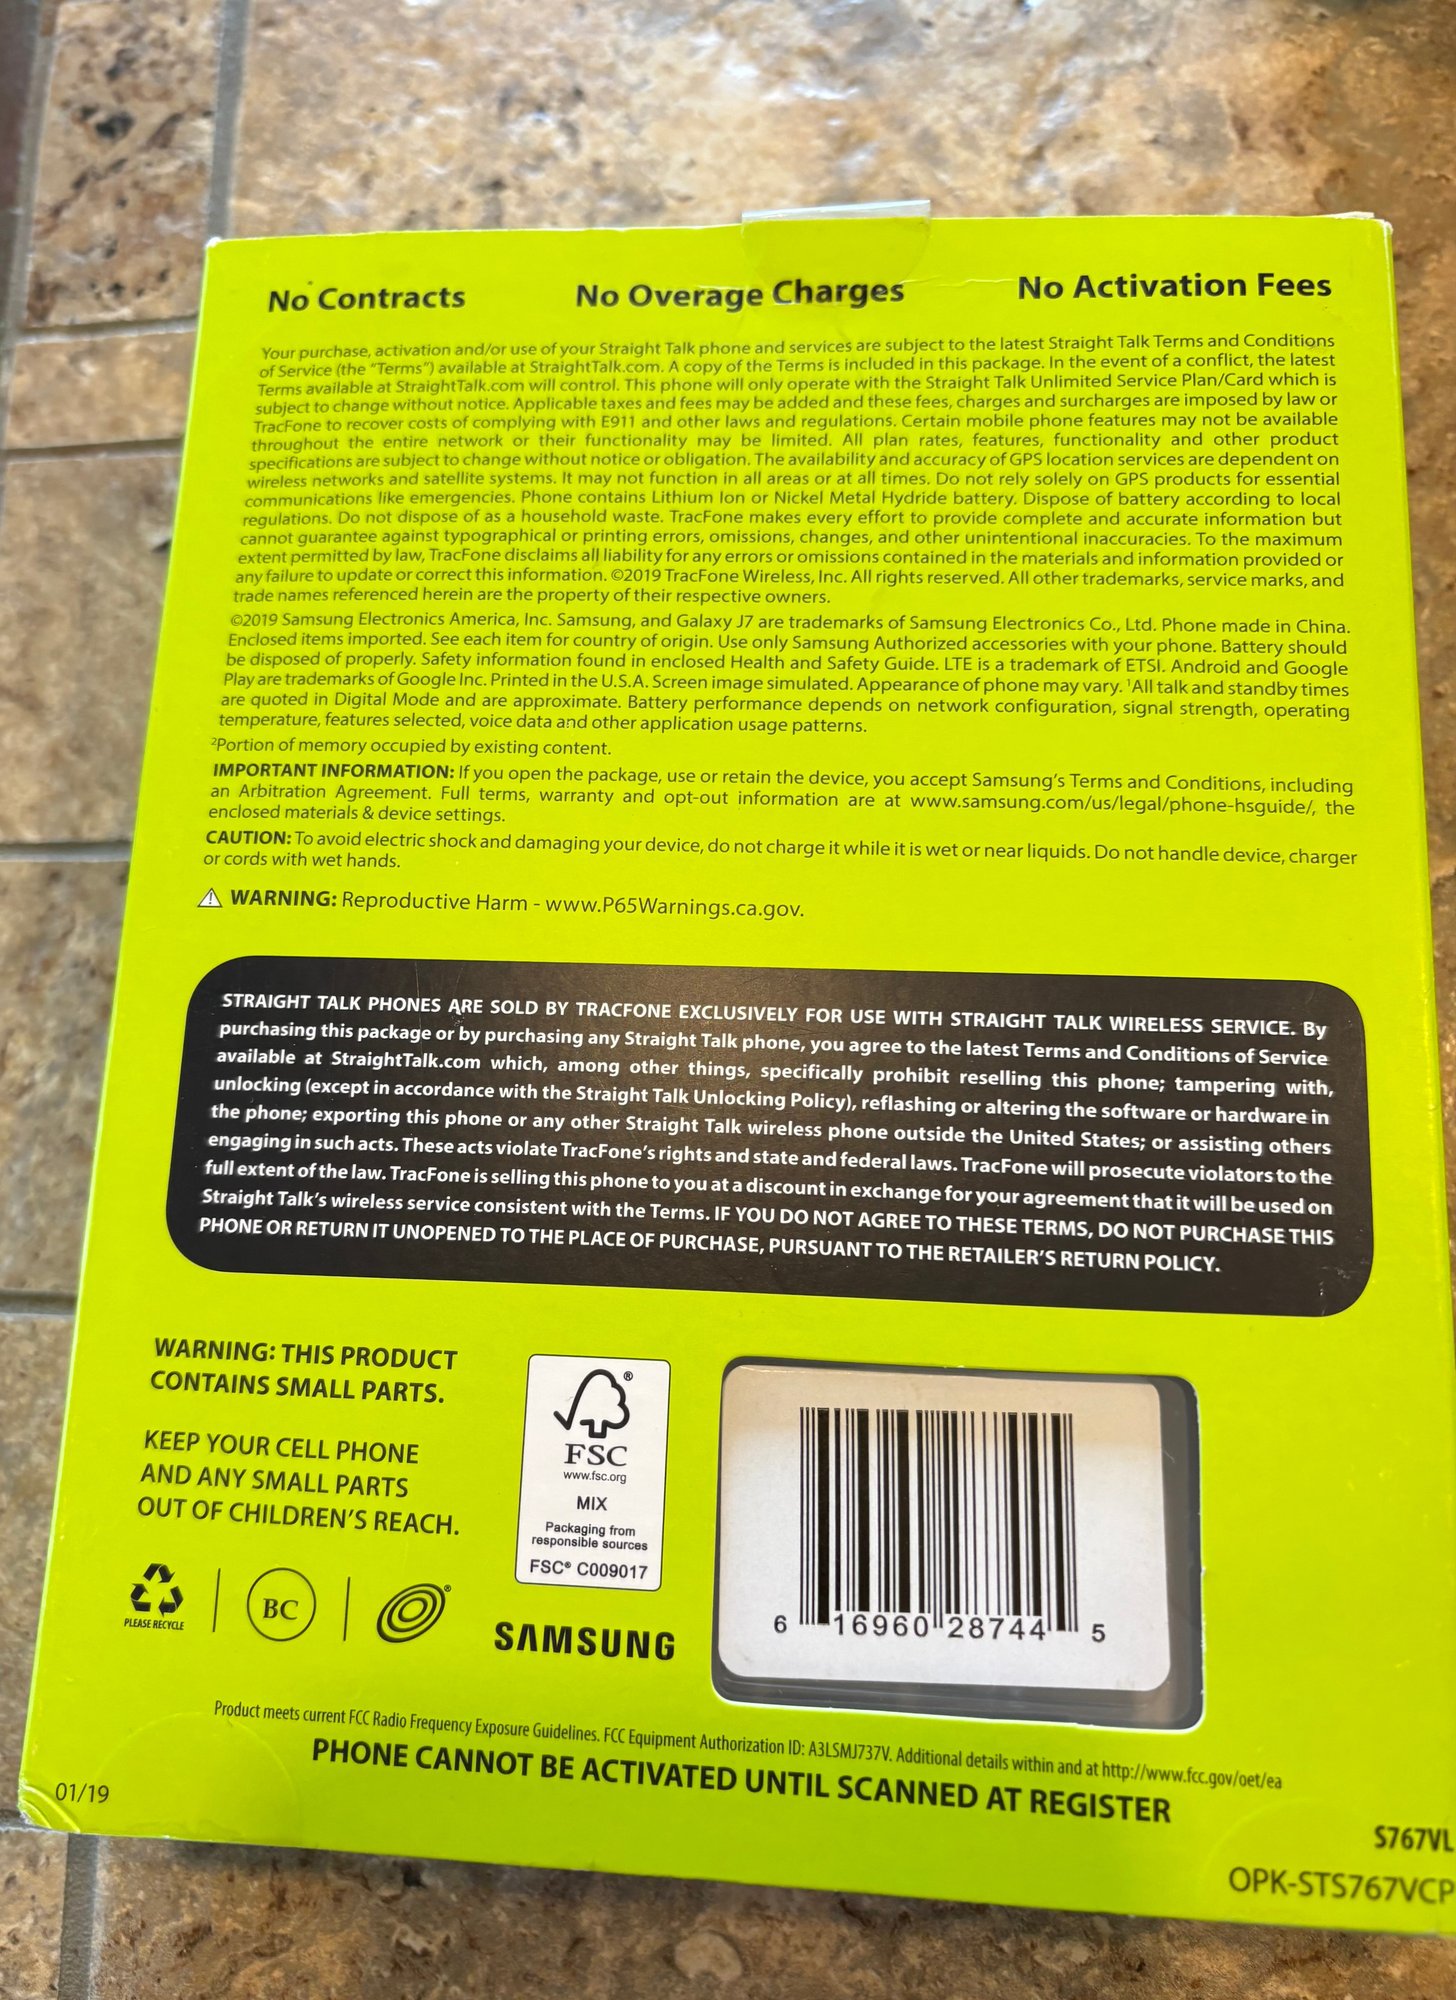 No Contracts No Overage Charges No Activation Fees
Your purchase, activation and/or use of your Straight Talk phone and services are subject to the latest Straight Talk Terms and Conditions
of Service (the “Terms”) available at StraightTalk.com. A copy of the Terms is included in this package. In the event of a conflict, the latest
Terms available at StraightTalk.com will control. This phone will only operate with the Straight Talk Unlimited Service Plan/Card which is
subject to change without notice. Applicable taxes and fees may be added and these fees, charges and surcharges are imposed by law or
TracFone to recover costs of complying with E911 and other laws and regulations. Certain mobile phone features may not be available
throughout the entire network or their functionality may be limited. All plan rates, features, functionality and other product
specifications are subject to change without notice or obligation. The availability and accuracy of GPS location services are dependent on
wireless networks and satellite systems. It may not function in all areas or at all times. Do not rely solely on GPS products for essential
communications like emergencies. Phone contains Lithium Ion or Nickel Metal Hydride battery. Dispose of battery according to local
regulations. Do not dispose of as a household waste. TracFone makes every effort to provide complete and accurate information but
cannot guarantee against typographical or printing errors, omissions, changes, and other unintentional inaccuracies. To the maximum
extent permitted by law, TracFone disclaims all liability for any errors or omissions contained in the materials and information provided or
any failure to update or correct this information. ©2019 TracFone Wireless, Inc. All rights reserved. All other trademarks, service marks, and
trade names referenced herein are the property of their respective owners.
©2019 Samsung Electronics America, Inc. Samsung, and Galaxy J7 are trademarks of Samsung Electronics Co., Ltd. Phone made in China.
Enclosed items imported. See each item for country of origin. Use only Samsung Authorized accessories with your phone. Battery should
be disposed of properly. Safety information found in enclosed Health and Safety Guide. LTE is a trademark of ETSI. Android and Google
Play are trademarks of Google Inc. Printed in the U.S.A. Screen image simulated. Appearance of phone may vary. ¹All talk and standby times
are quoted in Digital Mode and are approximate. Battery performance depends on network configuration, signal strength, operating
temperature, features selected, voice data and other application usage patterns.
²Portion of memory occupied by existing content.
IMPORTANT INFORMATION: If you open the package, use or retain the device, you accept Samsung’s Terms and Conditions, including
an Arbitration Agreement. Full terms, warranty and opt-out information are at www.samsung.com/us/legal/phone-hsguide/, the
enclosed materials & device settings.
CAUTION: To avoid electric shock and damaging your device, do not charge it while it is wet or near liquids. Do not handle device, charger
or cords with wet hands.
WARNING: Reproductive Harm - www.P65Warnings.ca.gov.
STRAIGHT TALK PHONES ARE SOLD BY TRACFONE EXCLUSIVELY FOR USE WITH STRAIGHT TALK WIRELESS SERVICE. By
purchasing this package or by purchasing any Straight Talk phone, you agree to the latest Terms and Conditions of Service
available at StraightTalk.com which, among other things, specifically prohibit reselling this phone; tampering with,
unlocking (except in accordance with the Straight Talk Unlocking Policy), reflashing or altering the software or hardware in
the phone; exporting this phone or any other Straight Talk wireless phone outside the United States; or assisting others
engaging in such acts. These acts violate TracFone’s rights and state and federal laws. TracFone will prosecute violators to the
full extent of the law. TracFone is selling this phone to you at a discount in exchange for your agreement that it will be used on
Straight Talk’s wireless service consistent with the Terms. IF YOU DO NOT AGREE TO THESE TERMS, DO NOT PURCHASE THIS
PHONE OR RETURN IT UNOPENED TO THE PLACE OF PURCHASE, PURSUANT TO THE RETAILER’S RETURN POLICY.
WARNING: THIS PRODUCT
CONTAINS SMALL PARTS.
KEEP YOUR CELL PHONE
AND ANY SMALL PARTS
OUT OF CHILDREN’S REACH.
PLEASE RECYCLE
BC
®
®
FSC
www.fsc.org
MIX
Packaging from
responsible sources
FSC® C009017
SAMSUNG
6 16960 28744 5
Product meets current FCC Radio Frequency Exposure Guidelines. FCC Equipment Authorization ID: A3LSMJ737V. Additional details within and at http://www.fcc.gov/oet/ea
PHONE CANNOT BE ACTIVATED UNTIL SCANNED AT REGISTER
01/19
S767VL
OPK-STS767VCP